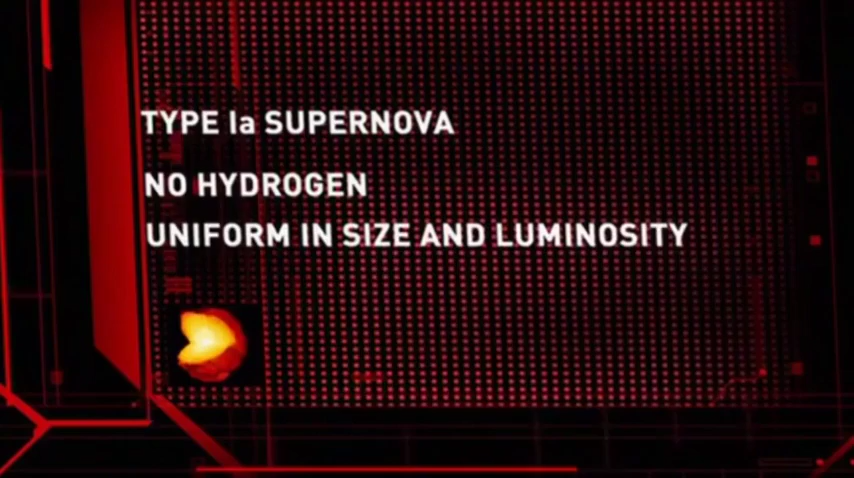 TYPE Ia SUPERNOVA
NO HYDROGEN
UNIFORM IN SIZE AND LUMINOSITY